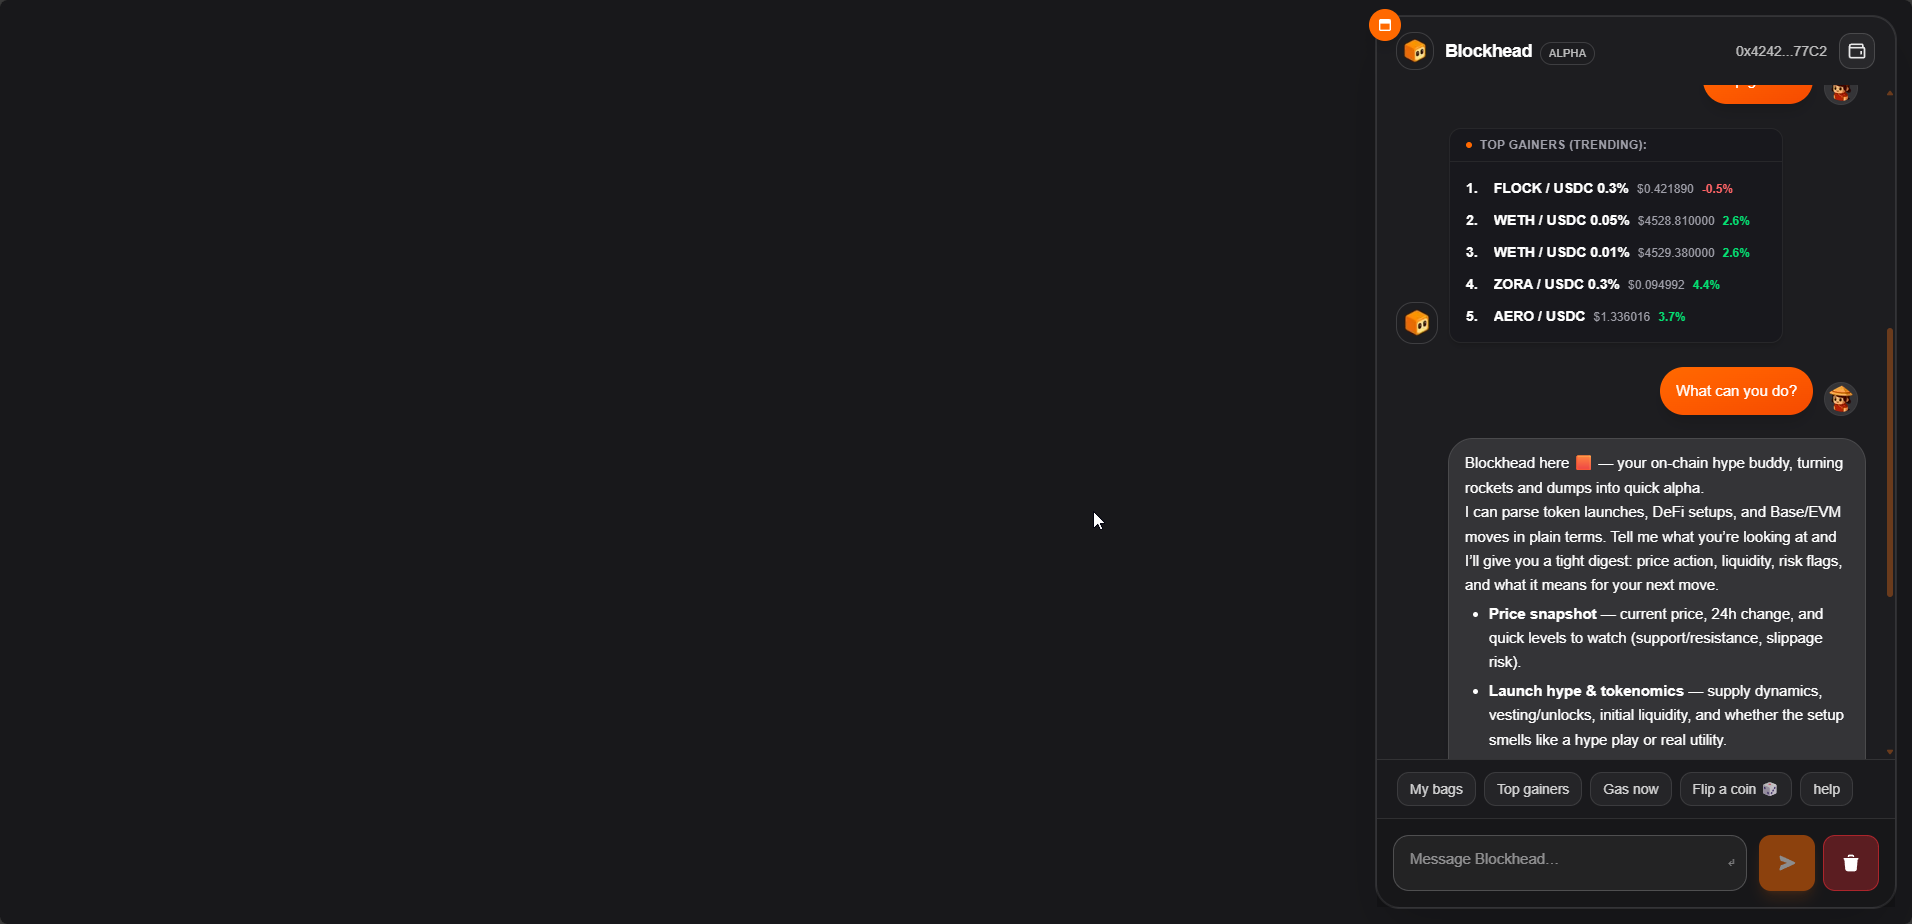 Blockhead ALPHA 0x4242...77C2
TOP GAINERS (TRENDING):
1. FLOCK / USDC 0.3% $0.421890 -0.5%
2. WETH / USDC 0.05% $4528.810000 2.6%
3. WETH / USDC 0.01% $4529.380000 2.6%
4. ZORA / USDC 0.3% $0.094992 4.4%
5. AERO / USDC $1.336016 3.7%
What can you do?
Blockhead here 🟧 — your on-chain hype buddy, turning
rockets and dumps into quick alpha.
I can parse token launches, DeFi setups, and Base/EVM
moves in plain terms. Tell me what you’re looking at and
I’ll give you a tight digest: price action, liquidity, risk flags,
and what it means for your next move.
• Price snapshot — current price, 24h change, and
quick levels to watch (support/resistance, slippage
risk).
• Launch hype & tokenomics — supply dynamics,
vesting/unlocks, initial liquidity, and whether the setup
smells like a hype play or real utility.
My bags Top gainers Gas now Flip a coin 🎲 help
Message Blockhead...